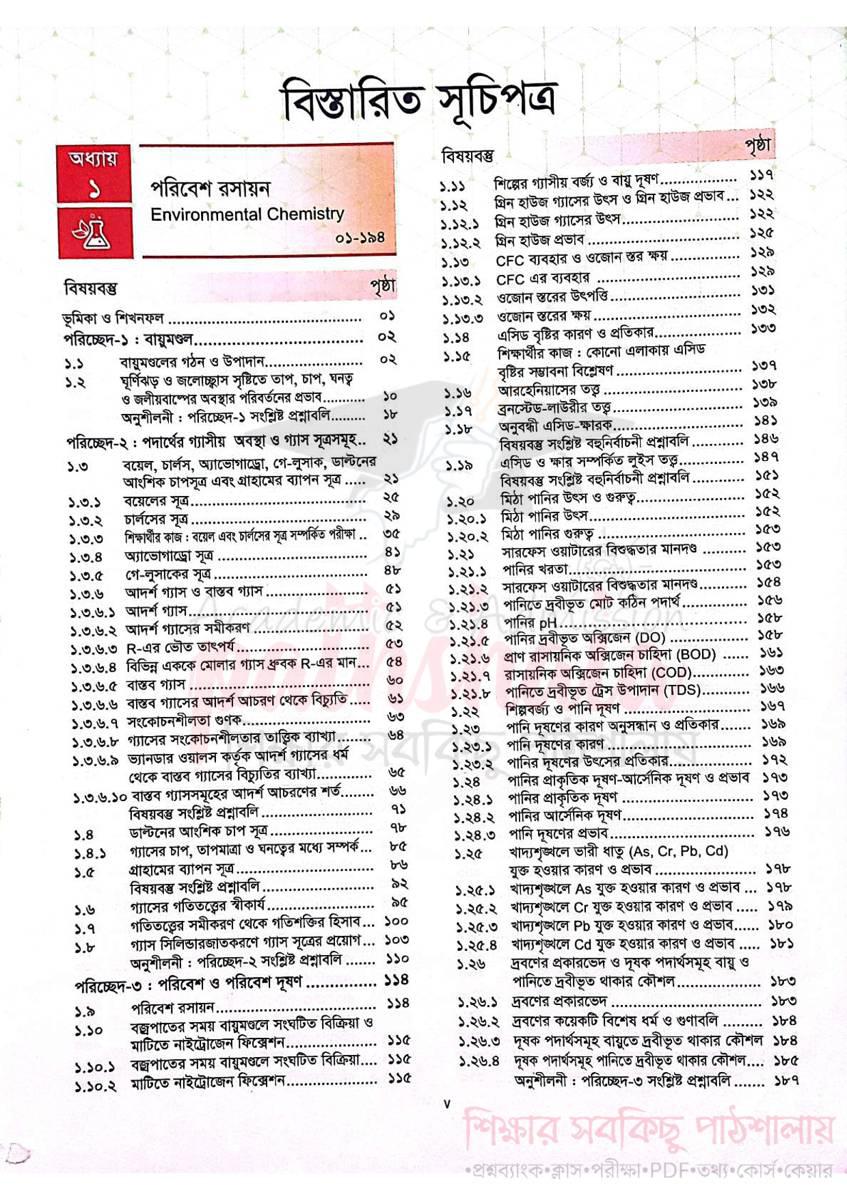 বিস্তারিত সূচিপত্র
অধ্যায়
১
পরিবেশ রসায়ন
Environmental Chemistry
০১-১৯৪
বিষয়বস্তু পৃষ্ঠা
ভূমিকা ও শিখনফল ........ ০১
পরিচ্ছেদ-১ : বায়ুমণ্ডল........ ০২
১.১ বায়ুমণ্ডলের গঠন ও উপাদান........ ০২
১.২ ঘূর্ণিঝড় ও জলোচ্ছ্বাস সৃষ্টিতে তাপ, চাপ, ঘনত্ব
ও জলীয়বাষ্পের অবস্থার পরিবর্তনের প্রভাব........ ১০
অনুশীলনী : পরিচ্ছেদ-১ সংশ্লিষ্ট প্রশ্নাবলি........ ১৮
পরিচ্ছেদ-২ : পদার্থের গ্যাসীয় অবস্থা ও গ্যাস সূত্রসমূহ.. ২১
১.৩ বয়েল, চার্লস, অ্যাভোগাড্রো, গে-লুসাক, ডাল্টনের
আংশিক চাপসূত্র এবং গ্রাহামের ব্যাপন সূত্র ..... ২১
১.৩.১ বয়েলের সূত্র ........ ২৫
১.৩.২ চার্লসের সূত্র ........ ২৯
১.৩.৩ শিক্ষার্থীর কাজ : বয়েল এবং চার্লসের সূত্র সম্পর্কিত পরীক্ষা .. ৩৫
১.৩.৪ অ্যাভোগাড্রো সূত্র ........ ৪১
১.৩.৫ গে-লুসাকের সূত্র ........ ৪৮
১.৩.৬ আদর্শ গ্যাস ও বাস্তব গ্যাস ........ ৫১
১.৩.৬.১ আদর্শ গ্যাস........ ৫১
১.৩.৬.২ আদর্শ গ্যাসের সমীকরণ ........ ৫২
১.৩.৬.৩ R-এর ভৌত তাৎপর্য........ ৫৩
১.৩.৬.৪ বিভিন্ন এককে মোলার গ্যাস ধ্রুবক R-এর মান.... ৫৪
১.৩.৬.৫ বাস্তব গ্যাস ........ ৬০
১.৩.৬.৬ বাস্তব গ্যাসের আদর্শ আচরণ থেকে বিচ্যুতি ..... ৬১
১.৩.৬.৭ সংকোচনশীলতা গুণক........ ৬৩
১.৩.৬.৮ গ্যাসের সংকোচনশীলতার তাত্ত্বিক ব্যাখ্যা........ ৬৪
১.৩.৬.৯ ভ্যানডার ওয়ালস কর্তৃক আদর্শ গ্যাসের ধর্ম
থেকে বাস্তব গ্যাসের বিচ্যুতির ব্যাখ্যা........ ৬৫
১.৩.৬.১০ বাস্তব গ্যাসসমূহের আদর্শ আচরণের শর্ত........ ৬৬
বিষয়বস্তু সংশ্লিষ্ট প্রশ্নাবলি ........ ৭১
১.৪ ডাল্টনের আংশিক চাপ সূত্র ........ ৭৮
১.৪.১ গ্যাসের চাপ, তাপমাত্রা ও ঘনত্বের মধ্যে সম্পর্ক... ৮৫
১.৫ গ্রাহামের ব্যাপন সূত্র ........ ৮৬
বিষয়বস্তু সংশ্লিষ্ট প্রশ্নাবলি ........ ৯২
১.৬ গ্যাসের গতিতত্ত্বের স্বীকার্য ........ ৯৫
১.৭ গতিতত্ত্বের সমীকরণ থেকে গতিশক্তির হিসাব... ১০০
১.৮ গ্যাস সিলিন্ডারজাতকরণে গ্যাস সূত্রের প্রয়োগ... ১০৩
অনুশীলনী : পরিচ্ছেদ-২ সংশ্লিষ্ট প্রশ্নাবলি ........ ১১০
পরিচ্ছেদ-৩ : পরিবেশ ও পরিবেশ দূষণ ........ ১১৪
১.৯ পরিবেশ রসায়ন........ ১১৪
১.১০ বজ্রপাতের সময় বায়ুমণ্ডলে সংঘটিত বিক্রিয়া ও
মাটিতে নাইট্রোজেন ফিক্সেশন........ ১১৫
১.১০.১ বজ্রপাতের সময় বায়ুমণ্ডলে সংঘটিত বিক্রিয়া.... ১১৫
১.১০.২ মাটিতে নাইট্রোজেন ফিক্সেশন........ ১১৫
বিষয়বস্তু পৃষ্ঠা
১.১১ শিল্পের গ্যাসীয় বর্জ্য ও বায়ু দূষণ........ ১১৭
১.১২ গ্রিন হাউজ গ্যাসের উৎস ও গ্রিন হাউজ প্রভাব... ১২২
১.১২.১ গ্রিন হাউজ গ্যাসের উৎস........ ১২২
১.১২.২ গ্রিন হাউজ প্রভাব ........ ১২৫
১.১৩ CFC ব্যবহার ও ওজোন স্তর ক্ষয় ........ ১২৯
১.১৩.১ CFC এর ব্যবহার ........ ১২৯
১.১৩.২ ওজোন স্তরের উৎপত্তি ........ ১৩১
১.১৩.৩ ওজোন স্তরের ক্ষয় ........ ১৩২
১.১৪ এসিড বৃষ্টির কারণ ও প্রতিকার........ ১৩৩
১.১৫ শিক্ষার্থীর কাজ : কোনো এলাকায় এসিড
বৃষ্টির সম্ভাবনা বিশ্লেষণ ........ ১৩৭
১.১৬ আরহেনিয়াসের তত্ত্ব ........ ১৩৮
১.১৭ ব্রনস্টেড-লাউরীর তত্ত্ব ........ ১৩৯
১.১৮ অনুবন্ধী এসিড-ক্ষারক........ ১৪১
বিষয়বস্তু সংশ্লিষ্ট বহুনির্বাচনী প্রশ্নাবলি ........ ১৪৬
১.১৯ এসিড ও ক্ষার সম্পর্কিত লুইস তত্ত্ব........ ১৪৭
বিষয়বস্তু সংশ্লিষ্ট বহুনির্বাচনী প্রশ্নাবলি ........ ১৫১
১.২০ মিঠা পানির উৎস ও গুরুত্ব........ ১৫২
১.২০.১ মিঠা পানির উৎস........ ১৫২
১.২০.২ মিঠা পানির গুরুত্ব ........ ১৫৩
১.২১ সারফেস ওয়াটারের বিশুদ্ধতার মানদণ্ড ........ ১৫৩
১.২১.১ পানির খরতা........ ১৫৩
১.২১.২ সারফেস ওয়াটারের বিশুদ্ধতার মানদণ্ড ........ ১৫৪
১.২১.৩ পানিতে দ্রবীভূত মোট কঠিন পদার্থ ........ ১৫৬
১.২১.৪ পানির pH........ ১৫৮
১.২১.৫ পানির দ্রবীভূত অক্সিজেন (DO) ........ ১৫৮
১.২১.৬ প্রাণ রাসায়নিক অক্সিজেন চাহিদা (BOD) ...... ১৬১
১.২১.৭ রাসায়নিক অক্সিজেন চাহিদা (COD)........ ১৬৩
১.২১.৮ পানিতে দ্রবীভূত ট্রেস উপাদান (TDS)........ ১৬৬
১.২২ শিল্পবর্জ্য ও পানি দূষণ ........ ১৬৭
১.২৩ পানি দূষণের কারণ অনুসন্ধান ও প্রতিকার........ ১৬৯
১.২৩.১ পানি দূষণের কারণ ........ ১৬৯
১.২৩.২ পানি দূষণের উৎসের প্রতিকার........ ১৭২
১.২৪ পানির প্রাকৃতিক দূষণ-আর্সেনিক দূষণ ও প্রভাব ১৭৩
১.২৪.১ পানির প্রাকৃতিক দূষণ ........ ১৭৩
১.২৪.২ পানির আর্সেনিক দূষণ........ ১৭৪
১.২৪.৩ পানি দূষণের প্রভাব........ ১৭৬
১.২৫ খাদ্যশৃঙ্খলে ভারী ধাতু (As, Cr, Pb, Cd)
যুক্ত হওয়ার কারণ ও প্রভাব ........ ১৭৮
১.২৫.১ খাদ্যশৃঙ্খলে As যুক্ত হওয়ার কারণ ও প্রভাব ... ১৭৮
১.২৫.২ খাদ্যশৃঙ্খলে Cr যুক্ত হওয়ার কারণ ও প্রভাব ..... ১৭৯
১.২৫.৩ খাদ্যশৃঙ্খলে Pb যুক্ত হওয়ার কারণ ও প্রভাব...... ১৮০
১.২৫.৪ খাদ্যশৃঙ্খলে Cd যুক্ত হওয়ার কারণ ও প্রভাব ..... ১৮১
১.২৬ দ্রবণের প্রকারভেদ ও দূষক পদার্থসমূহ বায়ু ও
পানিতে দ্রবীভূত থাকার কৌশল........ ১৮৩
১.২৬.১ দ্রবণের প্রকারভেদ ........ ১৮৩
১.২৬.২ দ্রবণের কয়েকটি বিশেষ ধর্ম ও গুণাবলি ........ ১৮৪
১.২৬.৩ দূষক পদার্থসমূহ বায়ুতে দ্রবীভূত থাকার কৌশল ১৮৪
১.২৬.৪ দূষক পদার্থসমূহ পানিতে দ্রবীভূত থাকার কৌশল.... ১৮৫
অনুশীলনী : পরিচ্ছেদ-৩ সংশ্লিষ্ট প্রশ্নাবলি ....... ১৮৭
v
Academic & Admission
pathshala
শিক্ষার সবকিছু পাঠশালায়
শিক্ষার সবকিছু পাঠশালায়
•প্রশ্নব্যাংক•ক্লাস•পরীক্ষা•PDF•তথ্য•কোর্স•কেয়ার